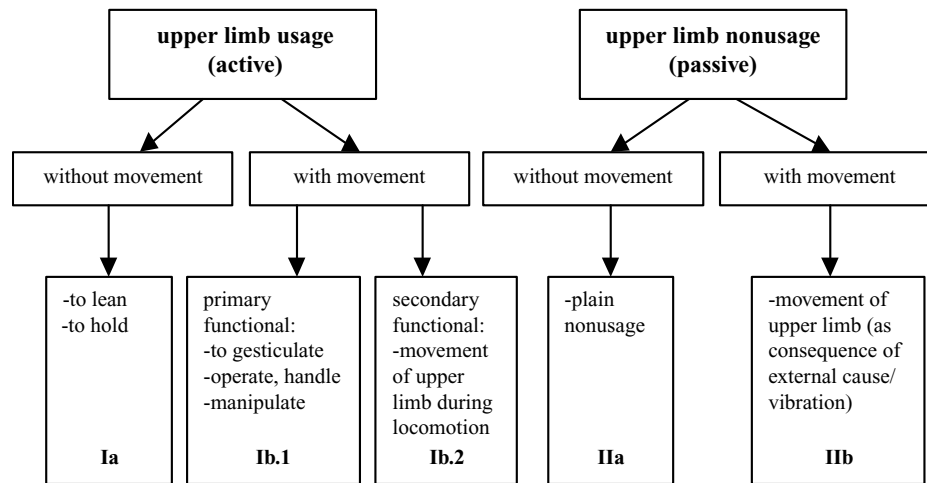 upper limb usage
(active)
upper limb nonusage
(passive)
without movement
with movement
without movement
with movement
-to lean
-to hold
Ia
primary
functional:
-to gesticulate
-operate, handle
-manipulate
Ib.1
secondary
functional:
-movement
of upper
limb during
locomotion
Ib.2
-plain
nonusage
IIa
-movement of
upper limb (as
consequence of
external cause/
vibration)
IIb